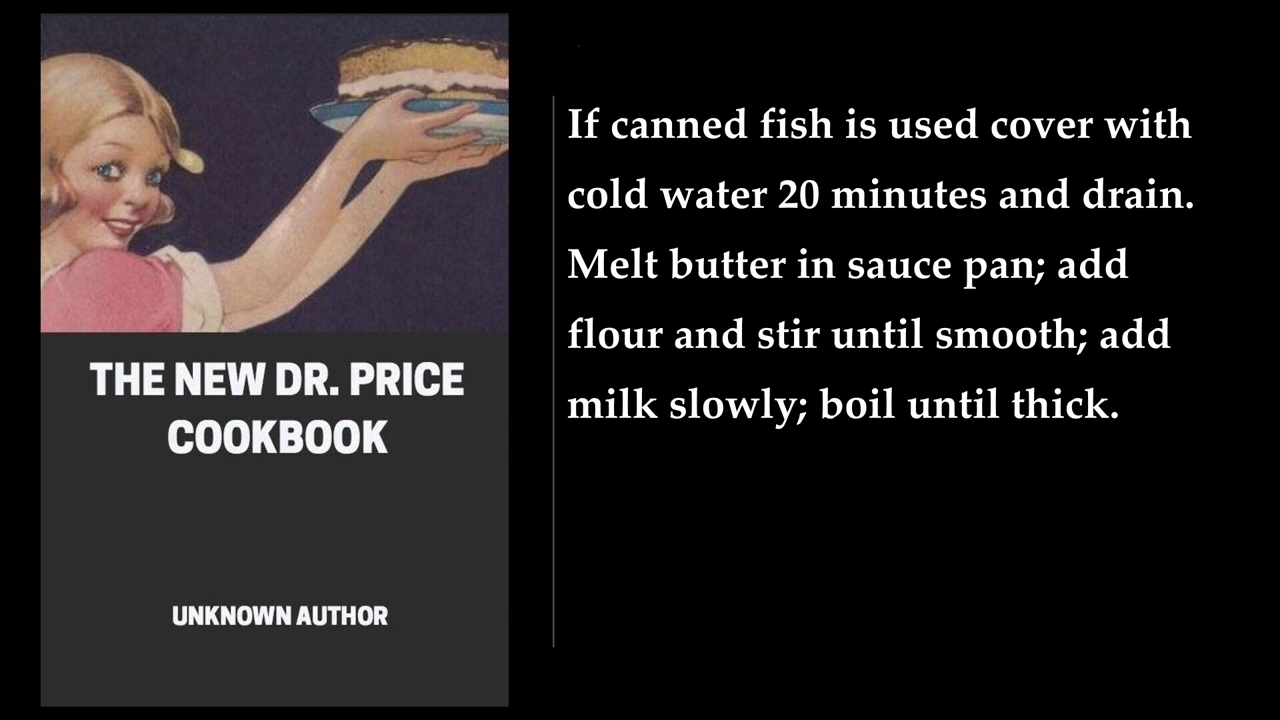 THE NEW DR. PRICE
COOKBOOK
UNKNOWN AUTHOR
If canned fish is used cover with
cold water 20 minutes and drain.
Melt butter in sauce pan; add
flour and stir until smooth; add
milk slowly; boil until thick.